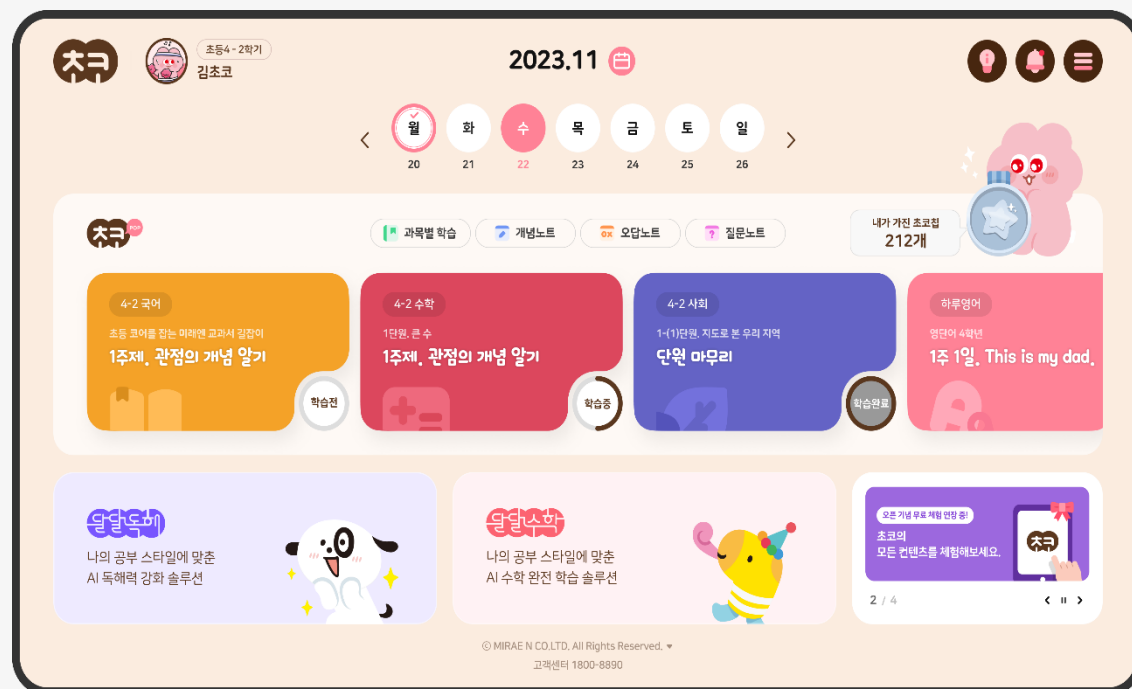 초코
초등4 - 2학기
김초코
2023.11
월 화 수 목 금 토 일
20 21 22 23 24 25 26
초코 POP
과목별 학습
개념노트
오답노트
질문노트
내가 가진 초코칩
212개
4-2 국어
초등 코어를 잡는 미래엔 교과서 길잡이
1주제. 관점의 개념 알기
학습전
4-2 수학
1단원. 큰 수
1주제. 관점의 개념 알기
학습중
4-2 사회
1-(1)단원. 지도로 본 우리 지역
단원 마무리
학습완료
하루영어
영단어 4학년
1주 1일. This is my dad.
달달독해
나의 공부 스타일에 맞춘
AI 독해력 강화 솔루션
달달수학
나의 공부 스타일에 맞춘
AI 수학 완전 학습 솔루션
오픈 기념 무료 체험 연장 중!
초코의
모든 컨텐츠를 체험해보세요.
초코
2 / 4
ⓒ MIRAE N CO.LTD, All Rights Reserved.
고객센터 1800-8890